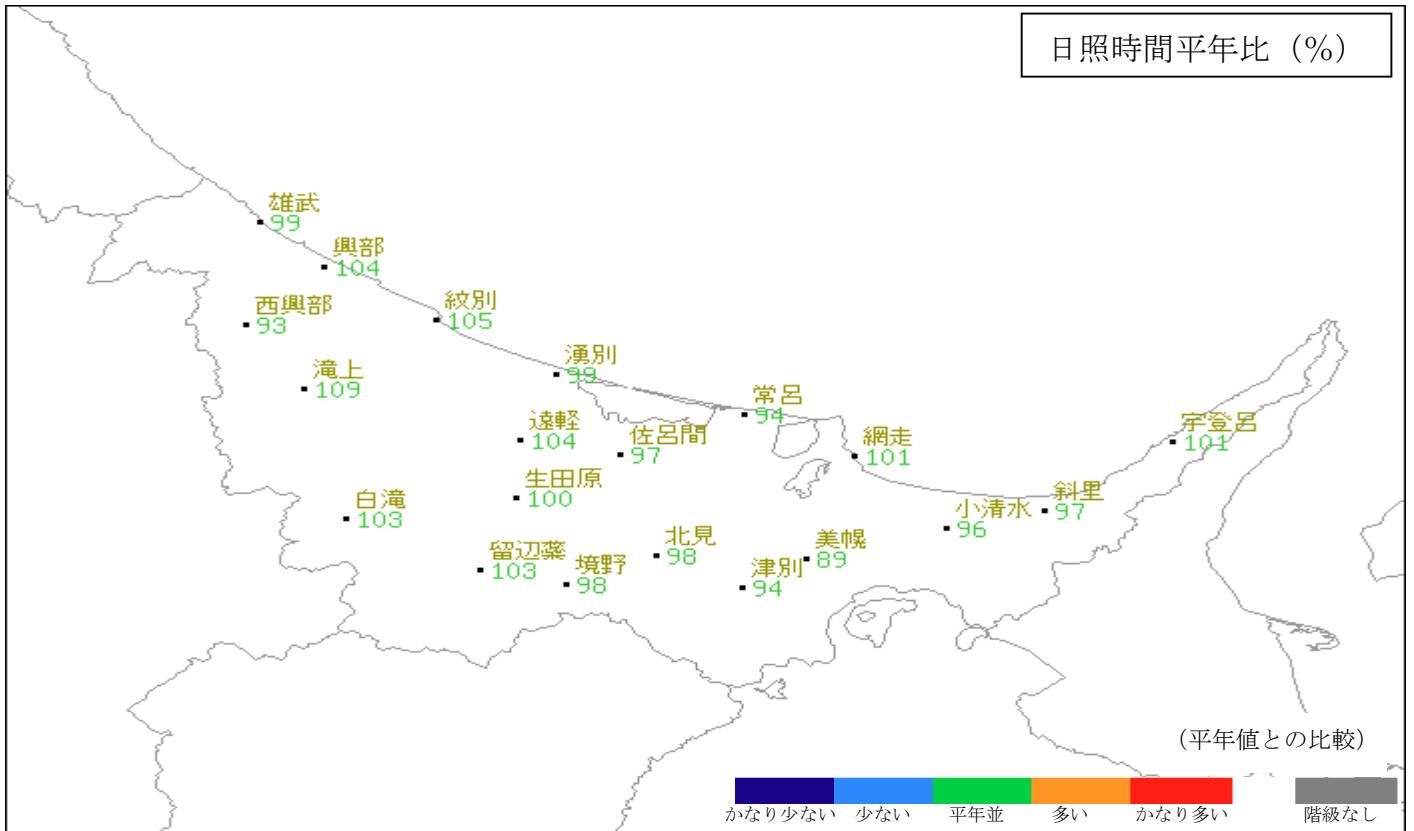 日照時間平年比（％）
雄武
99
興部
104
西興部
93
紋別
105
滝上
109
湧別
99
常呂
94
遠軽
104
佐呂間
97
網走
101
宇登呂
101
生田原
100
白滝
103
斜里
97
小清水
96
北見
98
美幌
89
留辺蘂
103
境野
98
津別
94
（平年値との比較）
かなり少ない 少ない 平年並 多い かなり多い 階級なし